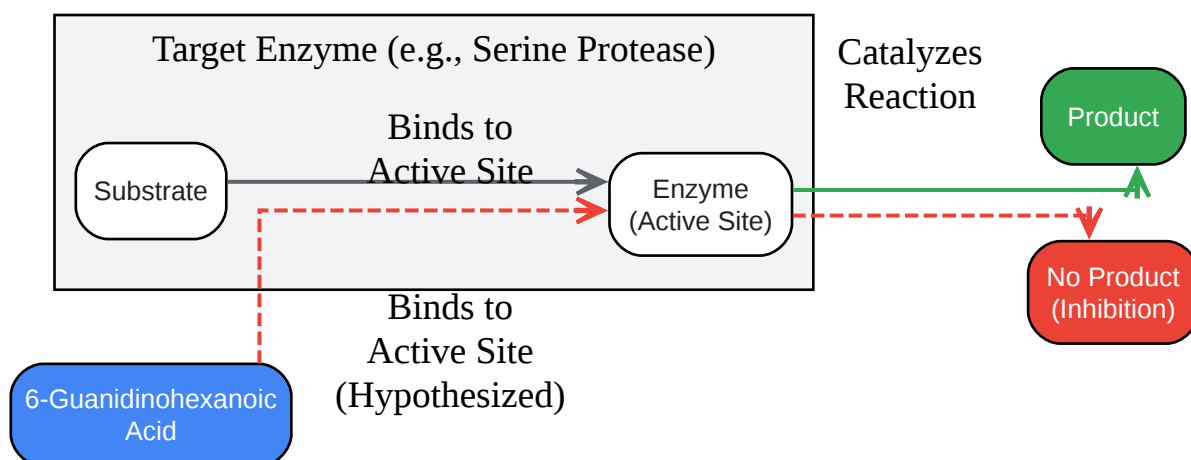 Target Enzyme (e.g., Serine Protease)
Catalyzes
Reaction
Product
Binds to
Active Site
Substrate
Enzyme
(Active Site)
No Product
(Inhibition)
Binds to
Active Site
(Hypothesized)
6-Guanidinohexanoic
Acid